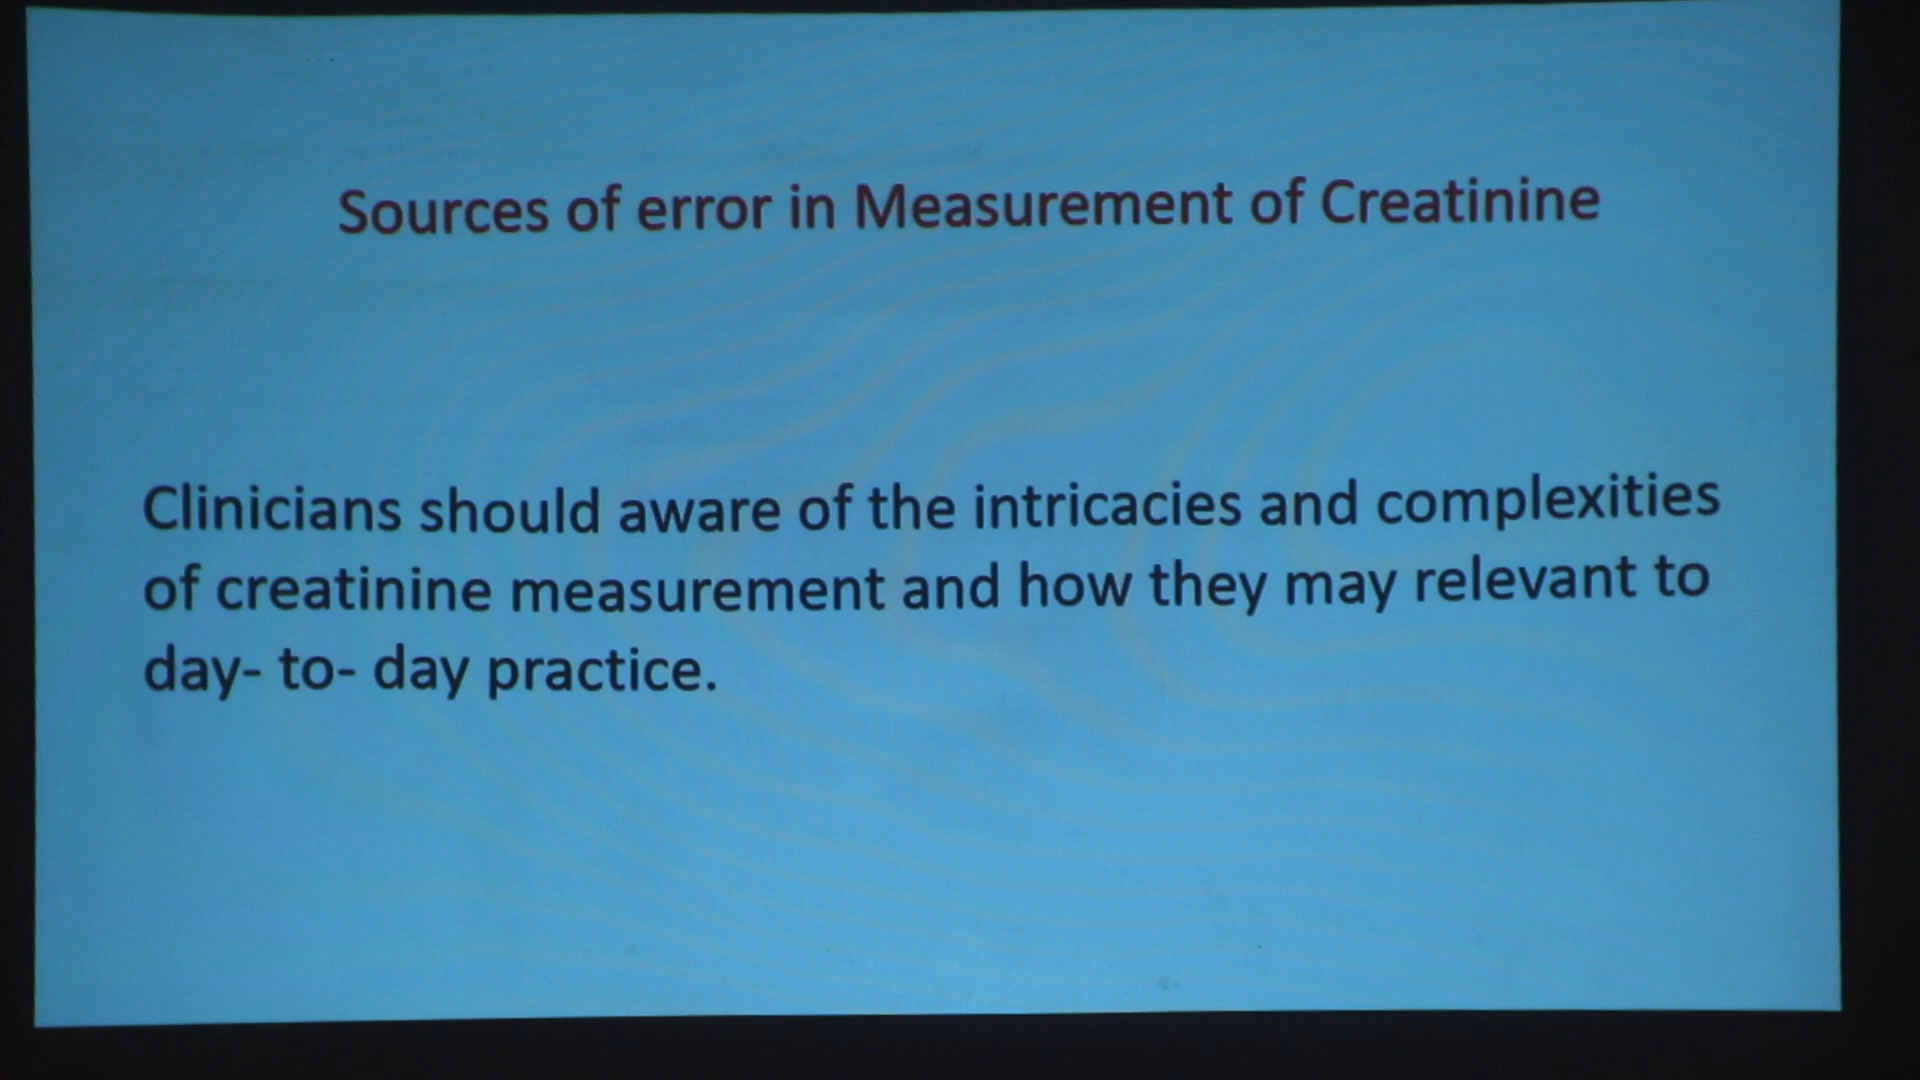 Sources of error in Measurement of Creatinine
Clinicians should aware of the intricacies and complexities
of creatinine measurement and how they may relevant to
day- to- day practice.